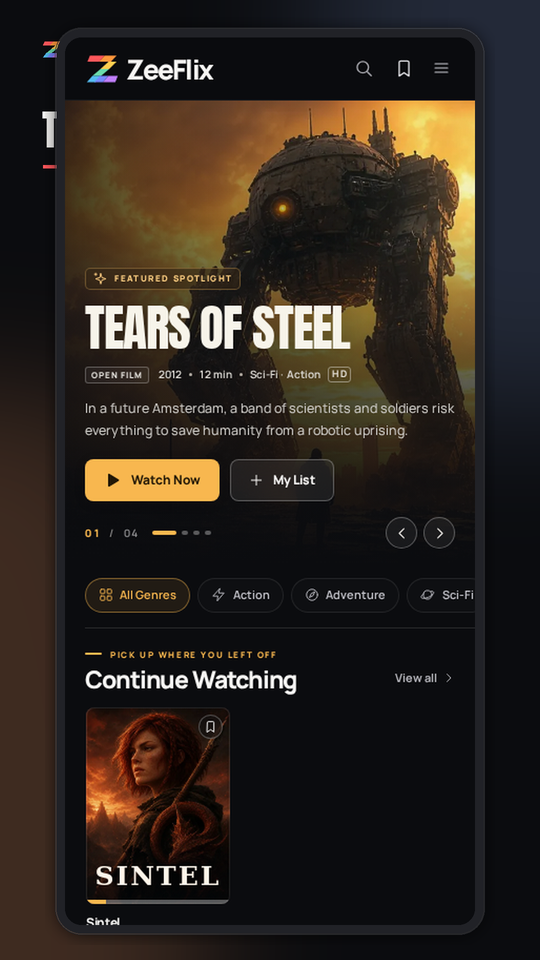 ZeeFlix
FEATURED SPOTLIGHT
TEARS OF STEEL
OPEN FILM 2012 • 12 min • Sci-Fi · Action HD
In a future Amsterdam, a band of scientists and soldiers risk
everything to save humanity from a robotic uprising.
Watch Now My List
01 / 04
All Genres Action Adventure Sci-Fi
PICK UP WHERE YOU LEFT OFF
Continue Watching View all
SINTEL
Sintel